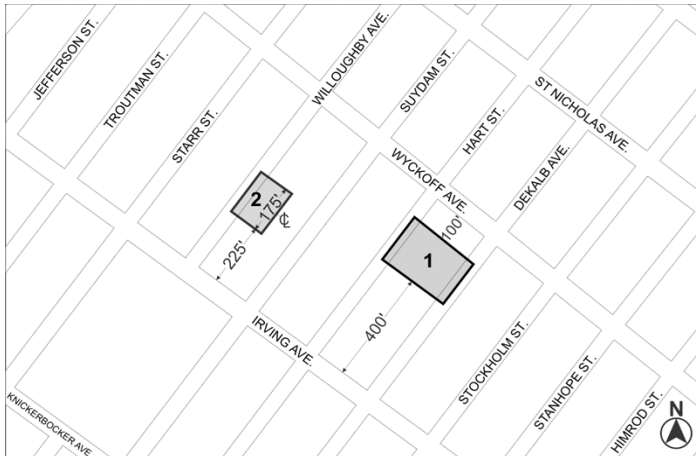 JEFFERSON ST.
TROUTMAN ST.
STARR ST.
WILLOUGHBY AVE.
SUYDAM ST.
HART ST.
ST NICHOLAS AVE.
WYCKOFF AVE.
DEKALB AVE.
2
175'
℄
225'
100'
1
400'
IRVING AVE.
STOCKHOLM ST.
STANHOPE ST.
HIMROD ST.
KNICKERBOCKER AVE
N